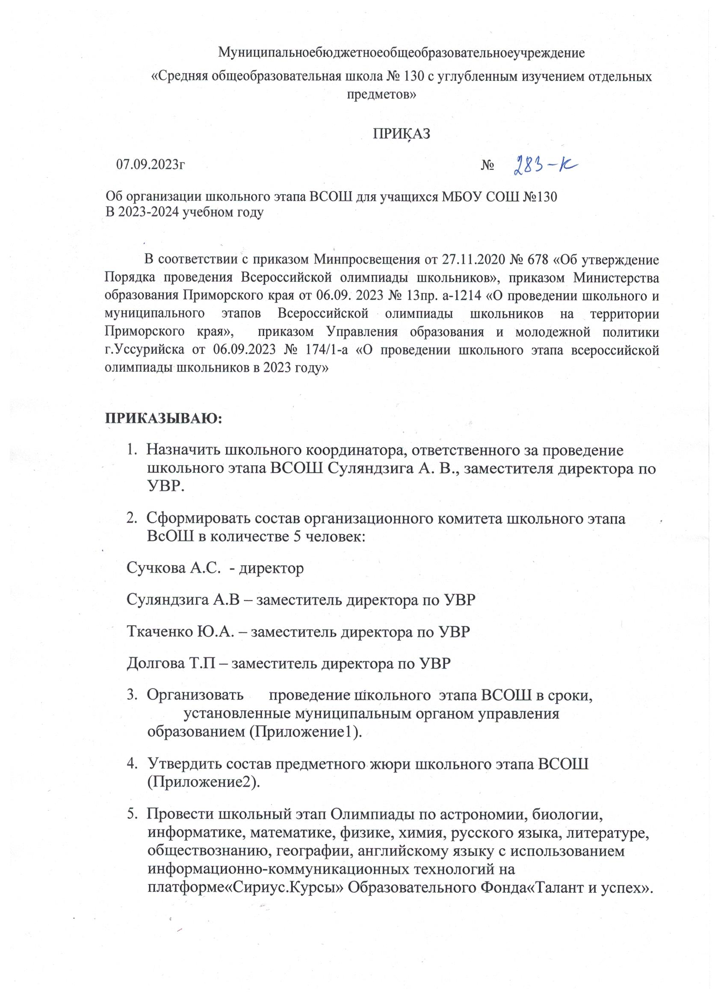 Муниципальноебюджетноеобщеобразовательноеучреждение
«Средняя общеобразовательная школа № 130 с углубленным изучением отдельных
предметов»
ПРИКАЗ
07.09.2023г № 283-к
Об организации школьного этапа ВСОШ для учащихся МБОУ СОШ №130
В 2023-2024 учебном году
В соответствии с приказом Минпросвещения от 27.11.2020 № 678 «Об утверждение
Порядка проведения Всероссийской олимпиады школьников», приказом Министерства
образования Приморского края от 06.09. 2023 № 13пр. а-1214 «О проведении школьного и
муниципального этапов Всероссийской олимпиады школьников на территории
Приморского края», приказом Управления образования и молодежной политики
г.Уссурийска от 06.09.2023 № 174/1-а «О проведении школьного этапа всероссийской
олимпиады школьников в 2023 году»
ПРИКАЗЫВАЮ:
1. Назначить школьного координатора, ответственного за проведение
школьного этапа ВСОШ Суляндзига А. В., заместителя директора по
УВР.
2. Сформировать состав организационного комитета школьного этапа
ВсОШ в количестве 5 человек:
Сучкова А.С. - директор
Суляндзига А.В – заместитель директора по УВР
Ткаченко Ю.А. – заместитель директора по УВР
Долгова Т.П – заместитель директора по УВР
3. Организовать проведение школьного этапа ВСОШ в сроки,
установленные муниципальным органом управления
образованием (Приложение1).
4. Утвердить состав предметного жюри школьного этапа ВСОШ
(Приложение2).
5. Провести школьный этап Олимпиады по астрономии, биологии,
информатике, математике, физике, химия, русского языка, литературе,
обществознанию, географии, английскому языку с использованием
информационно-коммуникационных технологий на
платформе«Сириус.Курсы» Образовательного Фонда«Талант и успех».